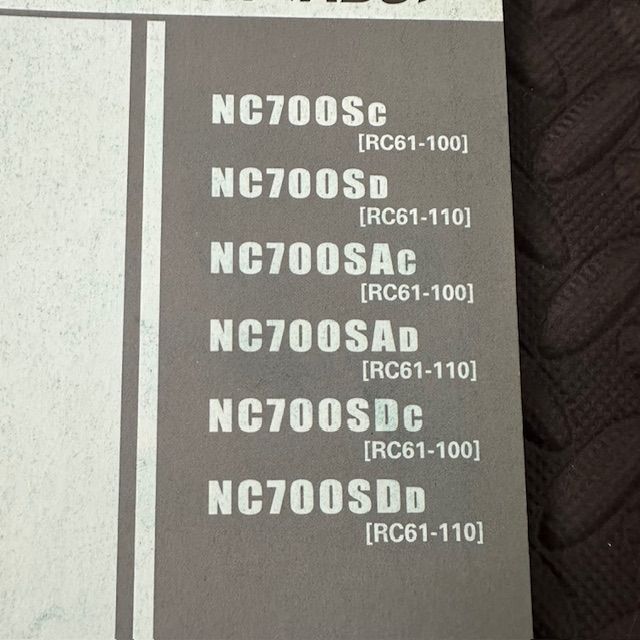 NC700SC
[RC61-100]
NC700SD
[RC61-110]
NC700SAC
[RC61-100]
NC700SAD
[RC61-110]
NC700SDC
[RC61-100]
NC700SDD
[RC61-110]